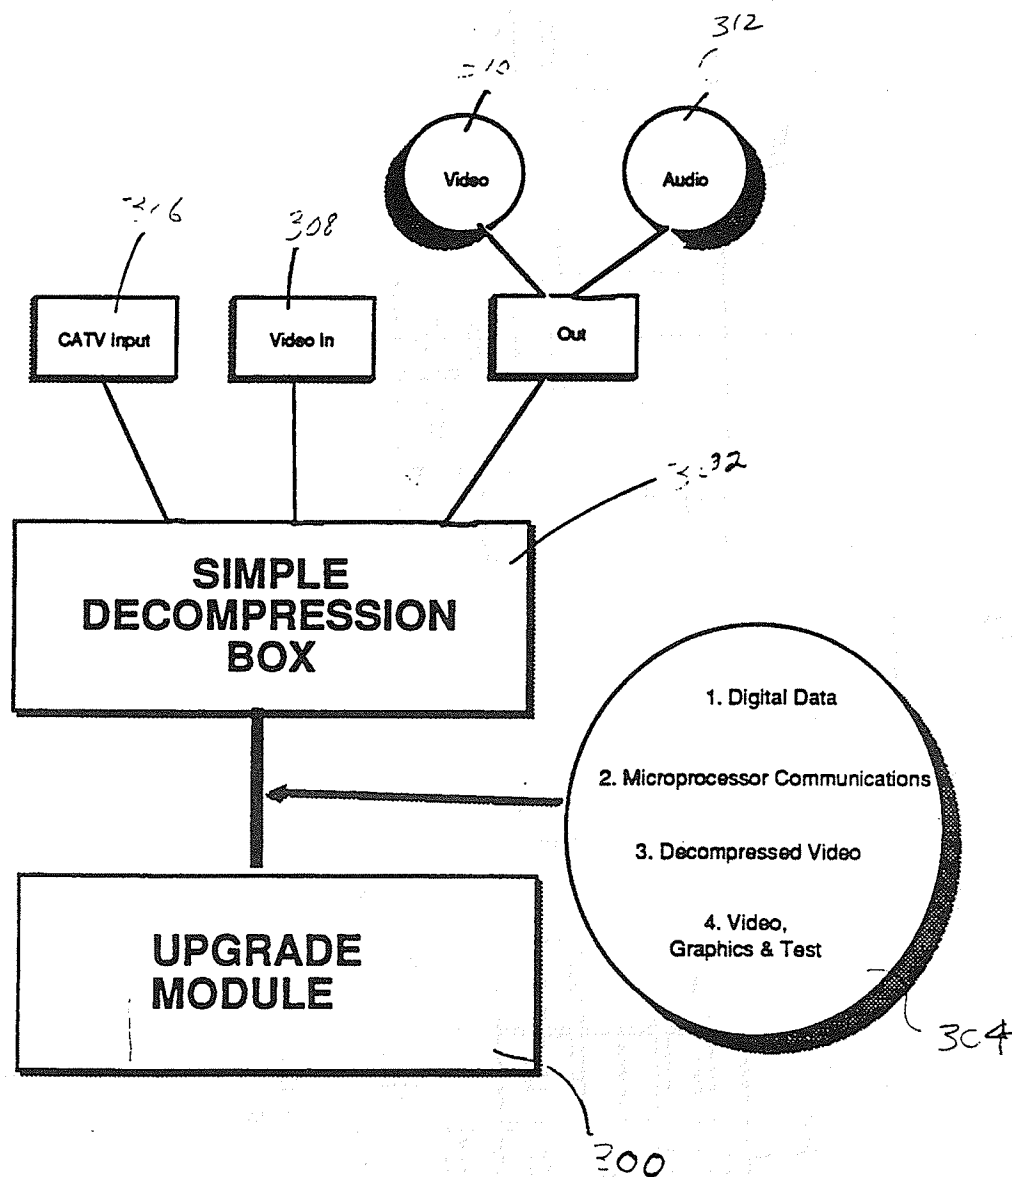 312
Video
Audio
308
CATV Input
Video In
Out
SIMPLE
DECOMPRESSION
BOX
1. Digital Data
2. Microprocessor Communications
3. Decompressed Video
4. Video,
Graphics & Test
UPGRADE
MODULE
304
300